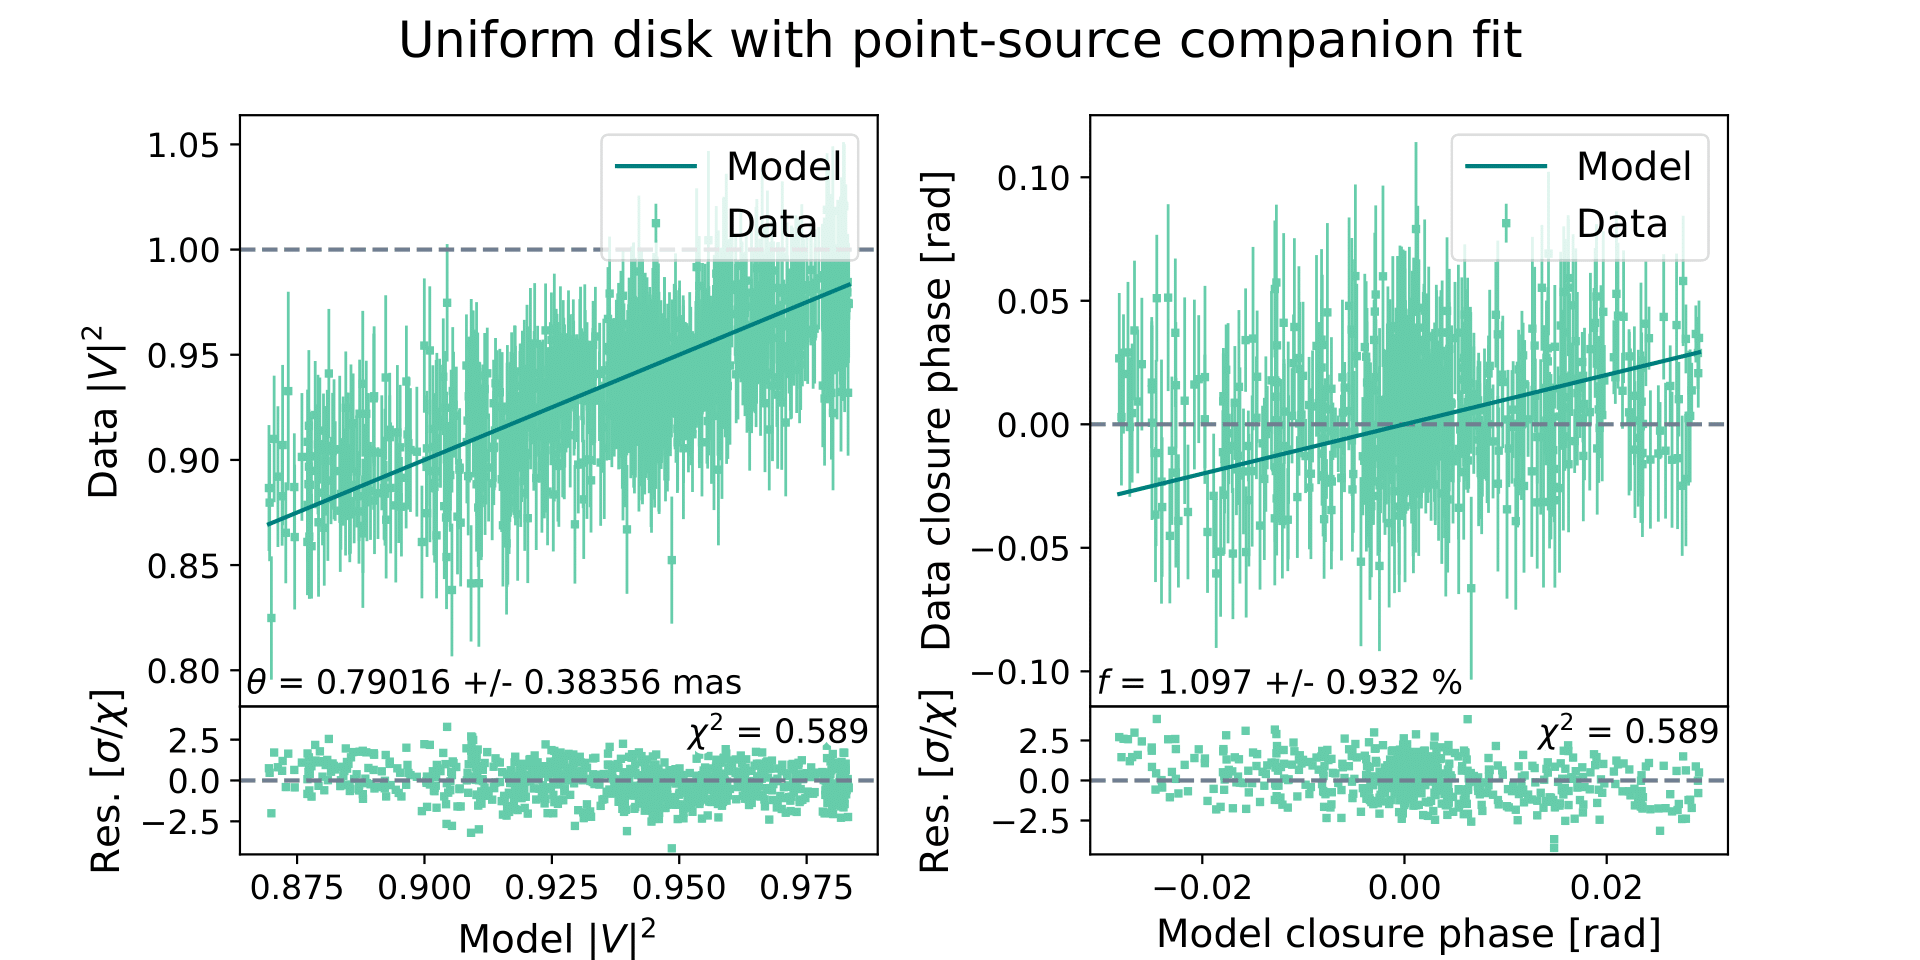 Uniform disk with point-source companion fit
Data |V|²
1.05
1.00
0.95
0.90
0.85
0.80
Model
Data
θ = 0.79016 +/- 0.38356 mas
Res. [σ/χ]
2.5
0.0
−2.5
χ² = 0.589
0.875 0.900 0.925 0.950 0.975
Model |V|²
Data closure phase [rad]
0.10
0.05
0.00
−0.05
−0.10
Model
Data
f = 1.097 +/- 0.932 %
Res. [σ/χ]
2.5
0.0
−2.5
χ² = 0.589
−0.02 0.00 0.02
Model closure phase [rad]